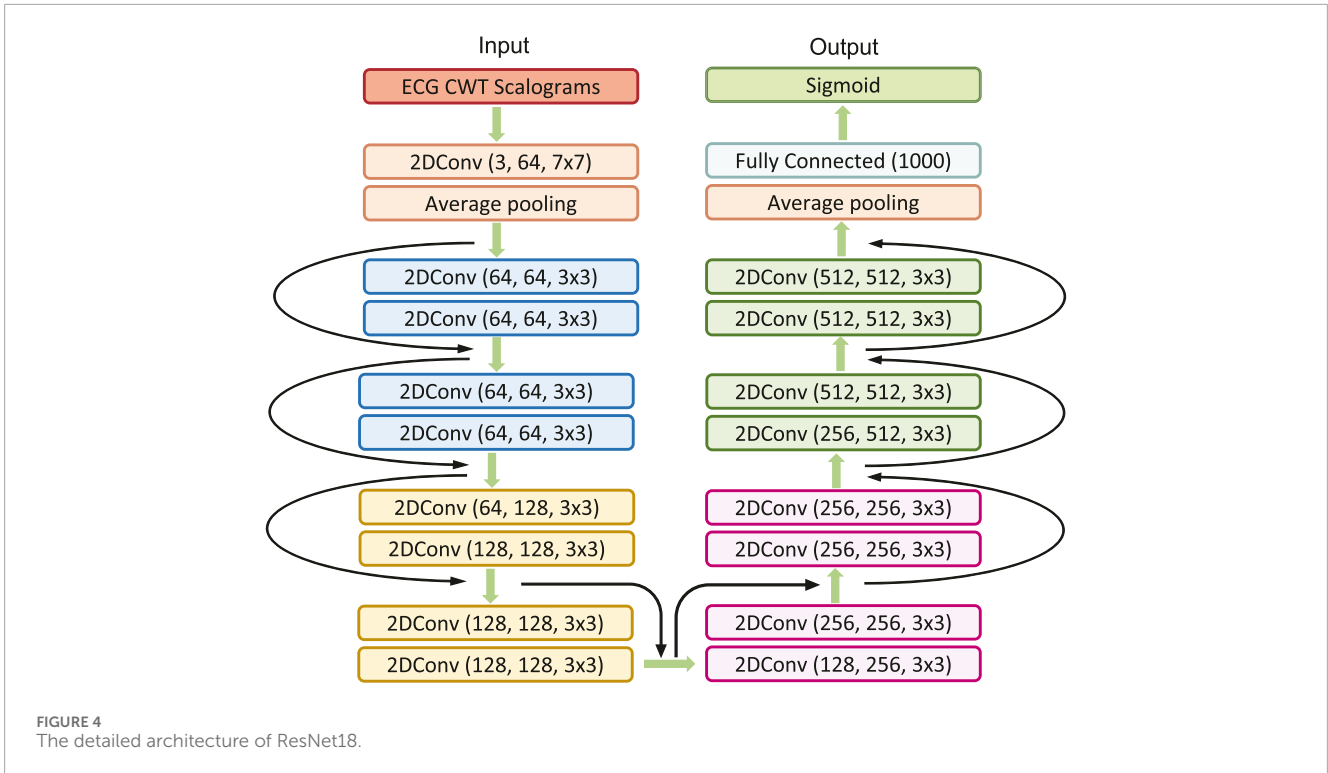 Input
ECG CWT Scalograms
2DConv (3, 64, 7x7)
Average pooling
2DConv (64, 64, 3x3)
2DConv (64, 64, 3x3)
2DConv (64, 64, 3x3)
2DConv (64, 64, 3x3)
2DConv (64, 128, 3x3)
2DConv (128, 128, 3x3)
2DConv (128, 128, 3x3)
2DConv (128, 128, 3x3)
Output
Sigmoid
Fully Connected (1000)
Average pooling
2DConv (512, 512, 3x3)
2DConv (512, 512, 3x3)
2DConv (512, 512, 3x3)
2DConv (256, 512, 3x3)
2DConv (256, 256, 3x3)
2DConv (256, 256, 3x3)
2DConv (256, 256, 3x3)
2DConv (128, 256, 3x3)
FIGURE 4
The detailed architecture of ResNet18.